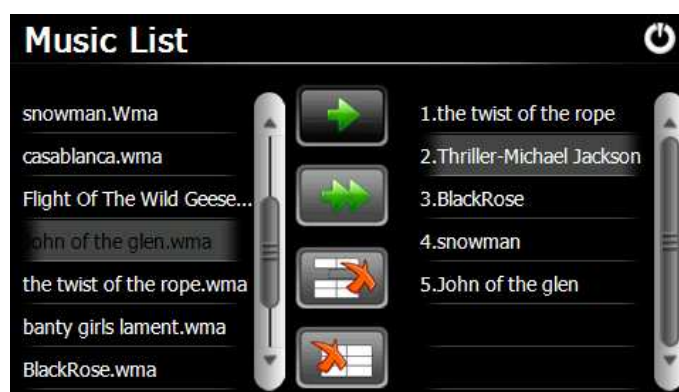 Music List
snowman.Wma
casablanca.wma
Flight Of The Wild Geese...
John of the glen.wma
the twist of the rope.wma
banty girls lament.wma
BlackRose.wma
1.the twist of the rope
2.Thriller-Michael Jackson
3.BlackRose
4.snowman
5.John of the glen